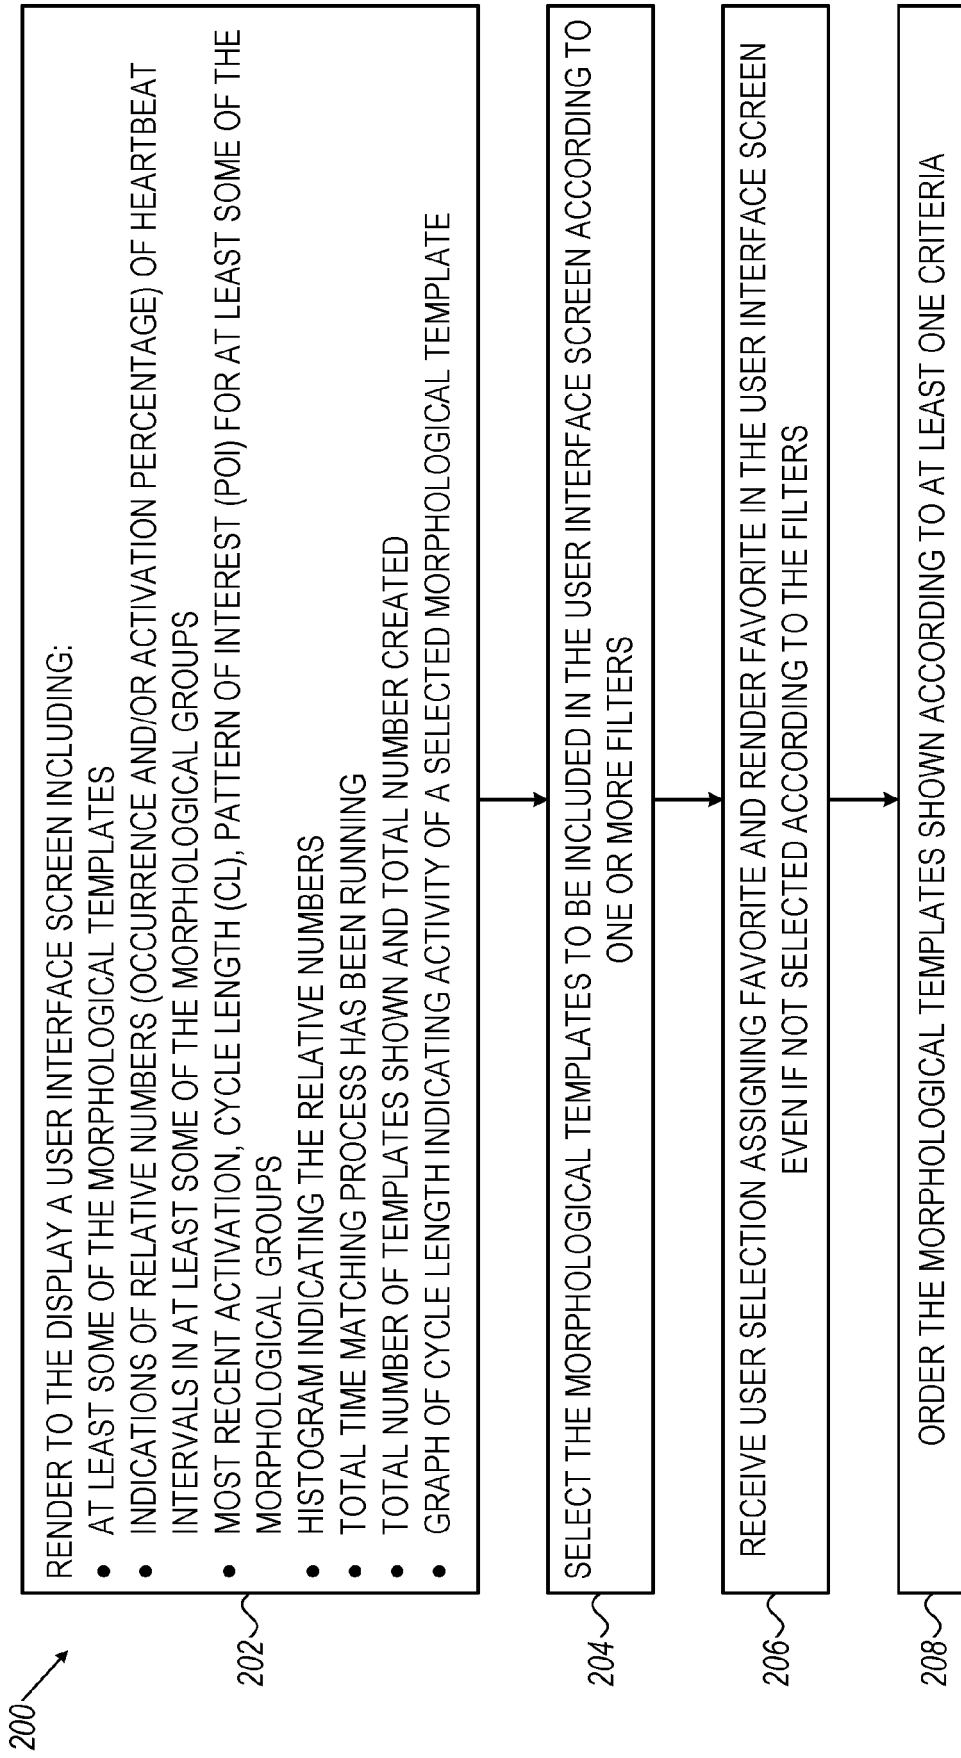 200
202
RENDER TO THE DISPLAY A USER INTERFACE SCREEN INCLUDING:
• AT LEAST SOME OF THE MORPHOLOGICAL TEMPLATES
• INDICATIONS OF RELATIVE NUMBERS (OCCURRENCE AND/OR ACTIVATION PERCENTAGE) OF HEARTBEAT
INTERVALS IN AT LEAST SOME OF THE MORPHOLOGICAL GROUPS
• MOST RECENT ACTIVATION, CYCLE LENGTH (CL), PATTERN OF INTEREST (POI) FOR AT LEAST SOME OF THE
MORPHOLOGICAL GROUPS
• HISTOGRAM INDICATING THE RELATIVE NUMBERS
• TOTAL TIME MATCHING PROCESS HAS BEEN RUNNING
• TOTAL NUMBER OF TEMPLATES SHOWN AND TOTAL NUMBER CREATED
• GRAPH OF CYCLE LENGTH INDICATING ACTIVITY OF A SELECTED MORPHOLOGICAL TEMPLATE
204
SELECT THE MORPHOLOGICAL TEMPLATES TO BE INCLUDED IN THE USER INTERFACE SCREEN ACCORDING TO
ONE OR MORE FILTERS
206
RECEIVE USER SELECTION ASSIGNING FAVORITE AND RENDER FAVORITE IN THE USER INTERFACE SCREEN
EVEN IF NOT SELECTED ACCORDING TO THE FILTERS
208
ORDER THE MORPHOLOGICAL TEMPLATES SHOWN ACCORDING TO AT LEAST ONE CRITERIA